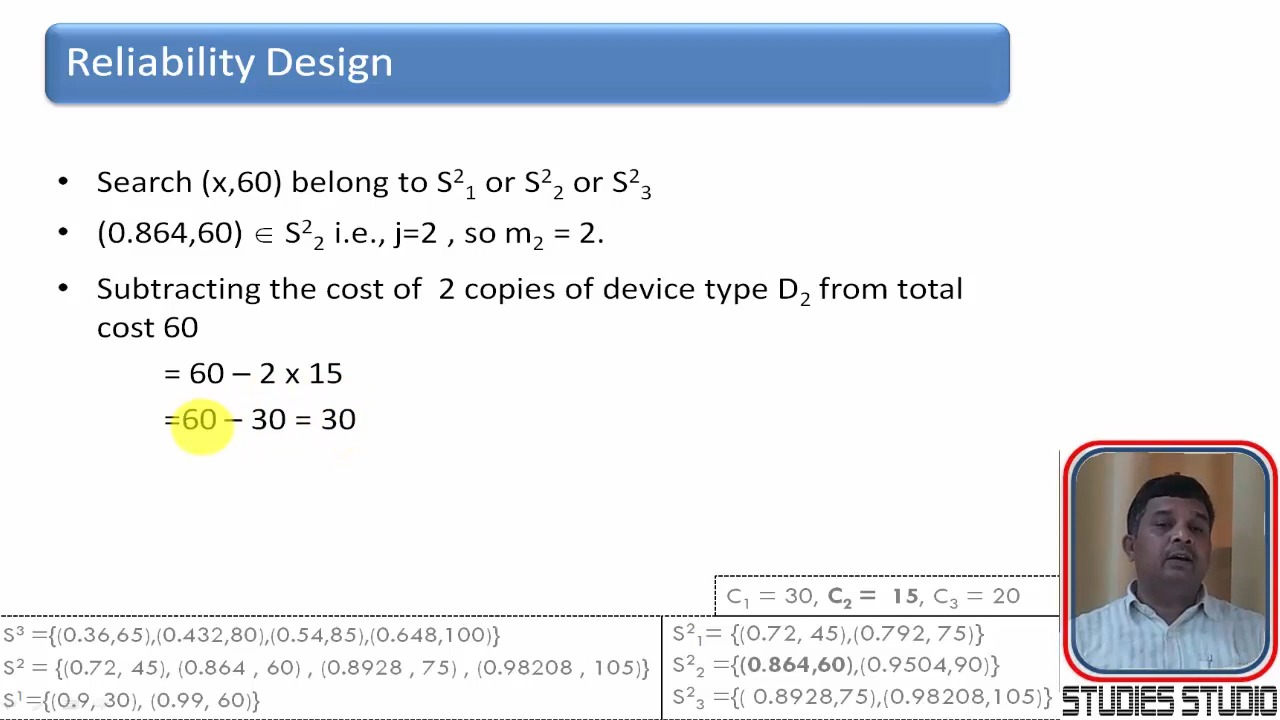 Reliability Design
• Search (x,60) belong to S²₁ or S²₂ or S²₃
• (0.864,60) ∈ S²₂ i.e., j=2 , so m₂ = 2.
• Subtracting the cost of 2 copies of device type D₂ from total
cost 60
= 60 – 2 x 15
=60 – 30 = 30
C₁ = 30, C₂ = 15, C₃ = 20
S³ ={(0.36,65),(0.432,80),(0.54,85),(0.648,100)}
S² = {(0.72, 45), (0.864 , 60) , (0.8928 , 75) , (0.98208 , 105)}
S¹={(0.9, 30), (0.99, 60)}
S²₁= {(0.72, 45),(0.792, 75)}
S²₂ ={(0.864,60),(0.9504,90)}
S²₃ ={( 0.8928,75),(0.98208,105)}
STUDIES STUDIO